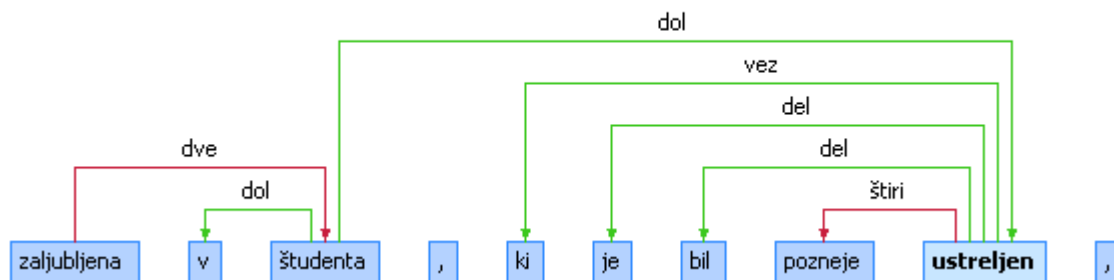 dol
vez
del
dve del
dol štiri
zaljubljena v študenta , ki je bil pozneje ustreljen ,